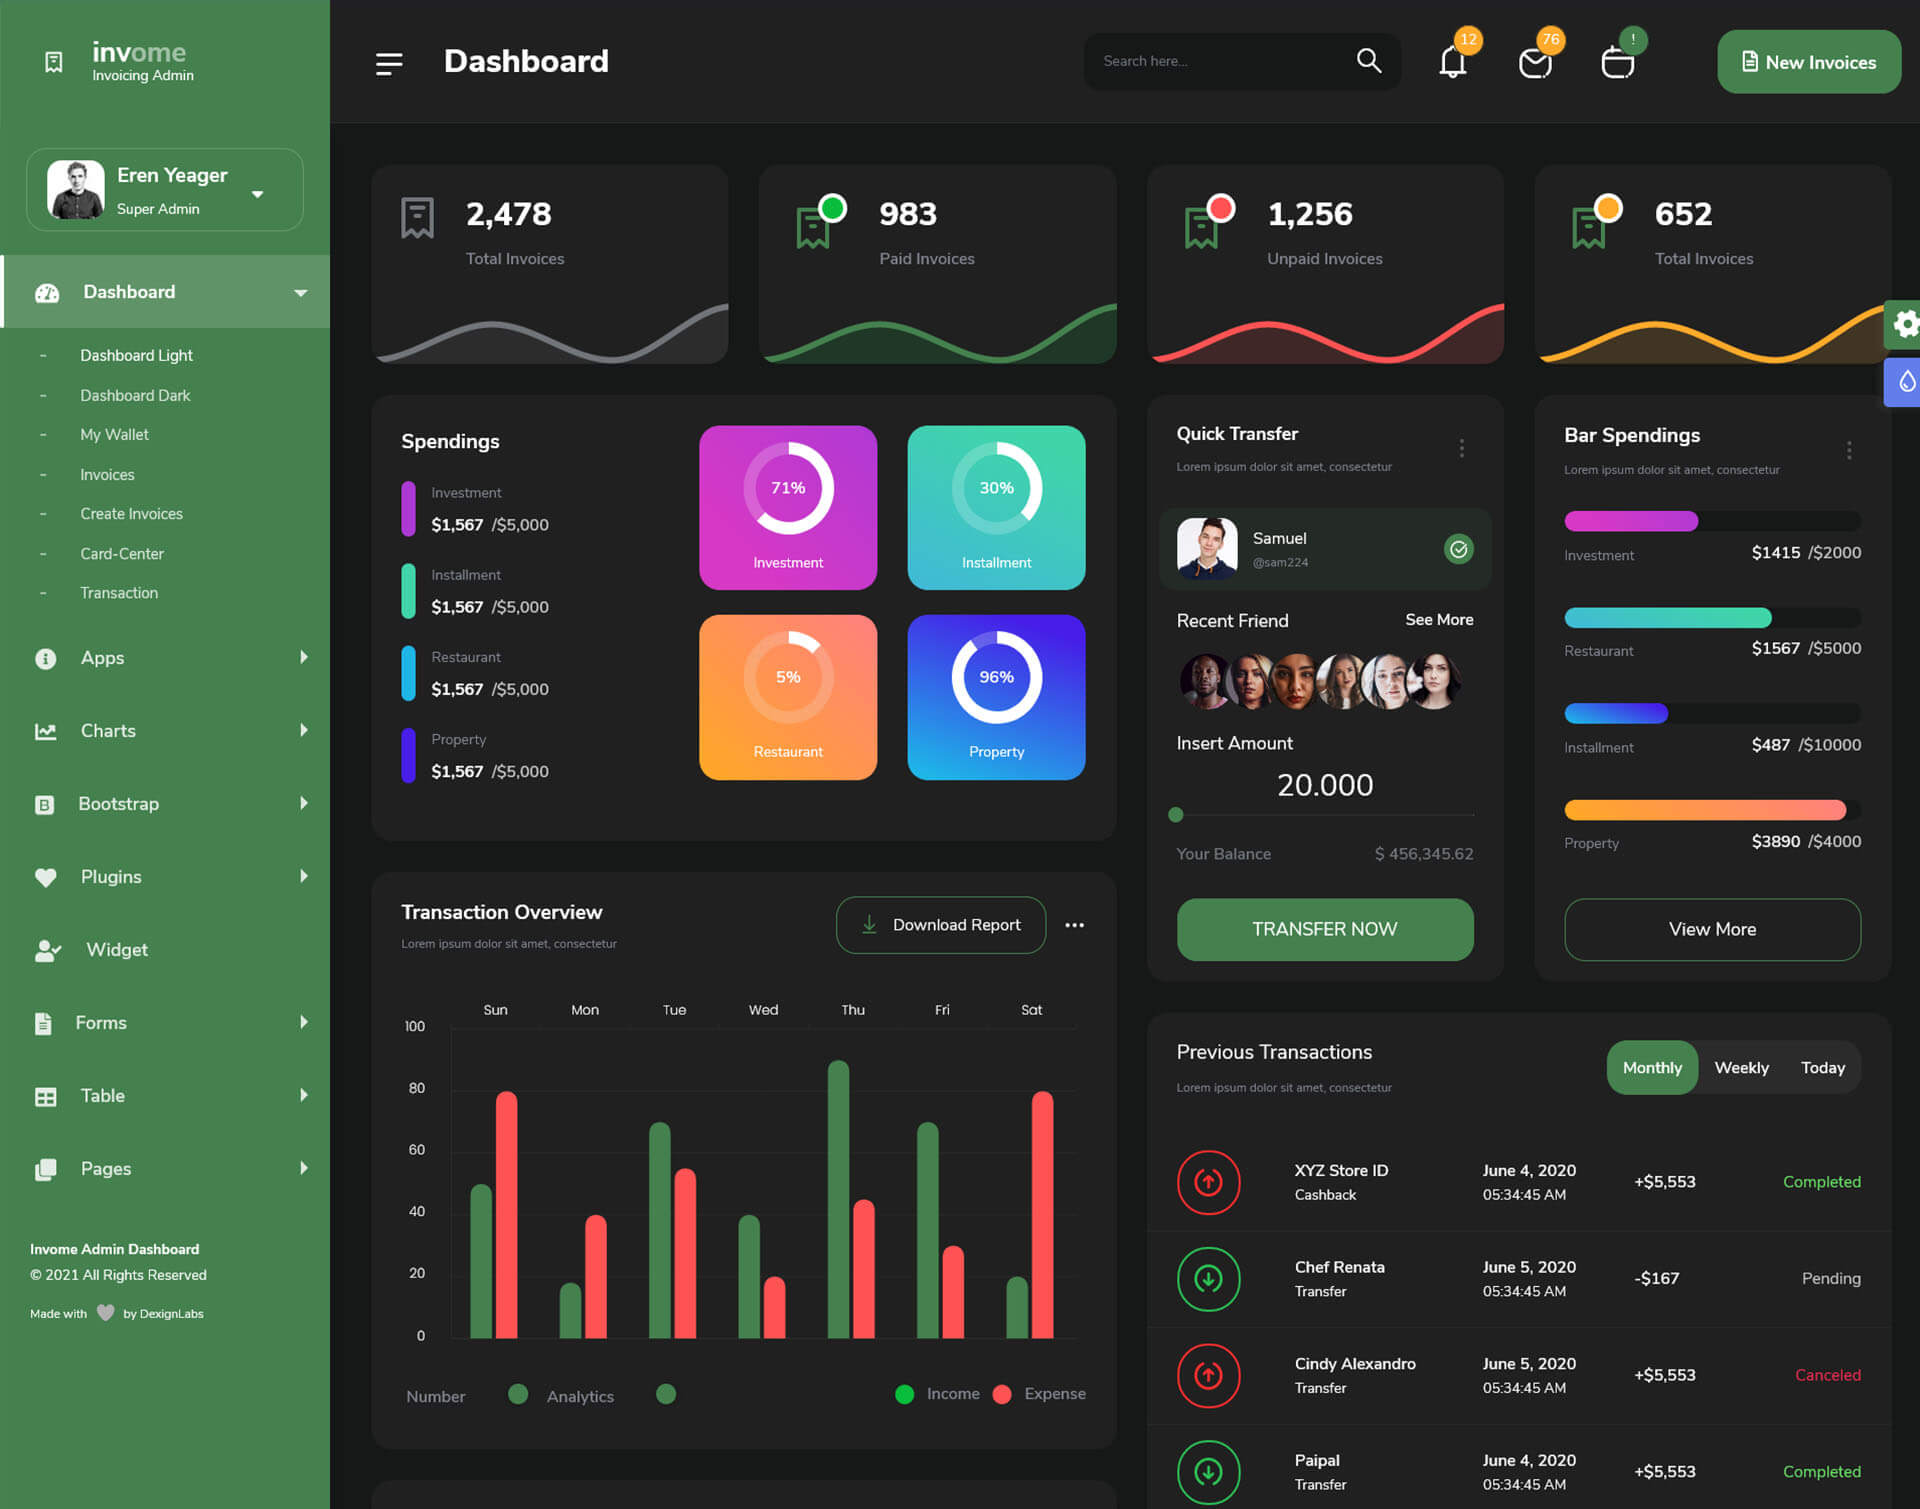 invome
Invoicing Admin
Eren Yeager
Super Admin
Dashboard
- Dashboard Light
- Dashboard Dark
- My Wallet
- Invoices
- Create Invoices
- Card-Center
- Transaction
Apps
Charts
B Bootstrap
Plugins
Widget
Forms
Table
Pages
Invome Admin Dashboard
© 2021 All Rights Reserved
Made with by DexignLabs
Dashboard
Search here...
12
76
!
New Invoices
2,478
Total Invoices
983
Paid Invoices
1,256
Unpaid Invoices
652
Total Invoices
Spendings
Investment
$1,567 /$5,000
Installment
$1,567 /$5,000
Restaurant
$1,567 /$5,000
Property
$1,567 /$5,000
71%
Investment
30%
Installment
5%
Restaurant
96%
Property
Quick Transfer
Lorem ipsum dolor sit amet, consectetur
Samuel
@sam224
Recent Friend See More
Insert Amount
20.000
Your Balance $ 456,345.62
TRANSFER NOW
Bar Spendings
Lorem ipsum dolor sit amet, consectetur
Investment $1415 /$2000
Restaurant $1567 /$5000
Installment $487 /$10000
Property $3890 /$4000
View More
Transaction Overview
Lorem ipsum dolor sit amet, consectetur
Download Report
Sun Mon Tue Wed Thu Fri Sat
100
80
60
40
20
0
Number Analytics Income Expense
Previous Transactions
Lorem ipsum dolor sit amet, consectetur
Monthly Weekly Today
XYZ Store ID June 4, 2020 +$5,553 Completed
Cashback 05:34:45 AM
Chef Renata June 5, 2020 -$167 Pending
Transfer 05:34:45 AM
Cindy Alexandro June 5, 2020 +$5,553 Canceled
Transfer 05:34:45 AM
Paipal June 4, 2020 +$5,553 Completed
Transfer 05:34:45 AM